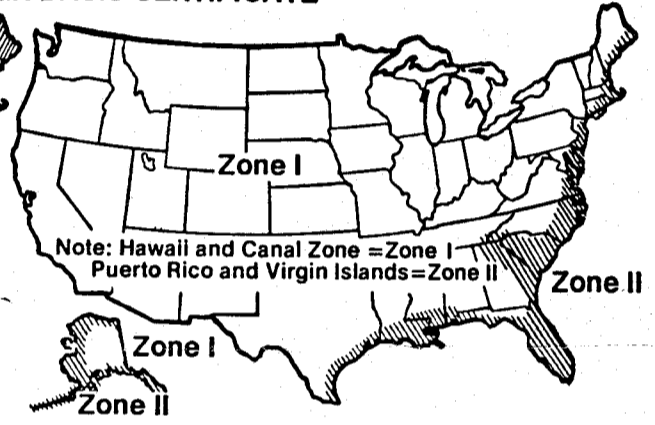 Zone I
Note: Hawaii and Canal Zone =Zone I
Puerto Rico and Virgin Islands=Zone II
Zone II
Zone I
Zone II